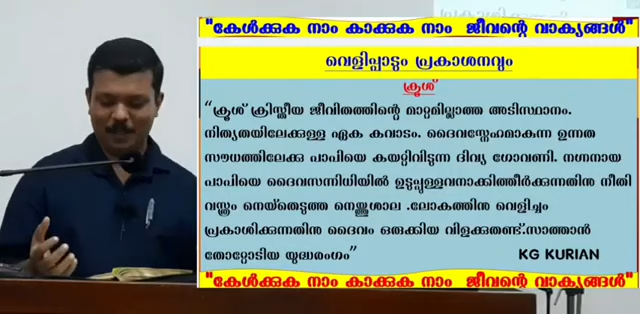 "കേൾക്കുക നാം കാക്കുക നാം ജീവന്റെ വാക്യങ്ങൾ"
വെളിപ്പാടും പ്രകാശനവും
ക്രൂശ്
“ക്രൂശ് ക്രിസ്തീയ ജീവിതത്തിന്റെ മാറ്റമില്ലാത്ത അടിസ്ഥാനം.
നിത്യതയിലേക്കുള്ള ഏക കവാടം. ദൈവസ്നേഹമാകുന്ന ഉന്നത
സൗധത്തിലേക്കു പാപിയെ കയറ്റിവിടുന്ന ദിവ്യ ഗോവണി. നഗ്നനായ
പാപിയെ ദൈവസന്നിധിയിൽ ഉടുപ്പുള്ളവനാക്കിത്തീർക്കുന്നതിനു നീതി
വസ്ത്രം നെയ്തെടുത്ത നെയ്ത്തുശാല .ലോകത്തിനു വെളിച്ചം
പ്രകാശിക്കുന്നതിനു ദൈവം ഒരുക്കിയ വിളക്കുതണ്ട്.സാത്താൻ
തോറ്റോടിയ യുദ്ധരംഗം”
KG KURIAN
"കേൾക്കുക നാം കാക്കുക നാം ജീവന്റെ വാക്യങ്ങൾ"